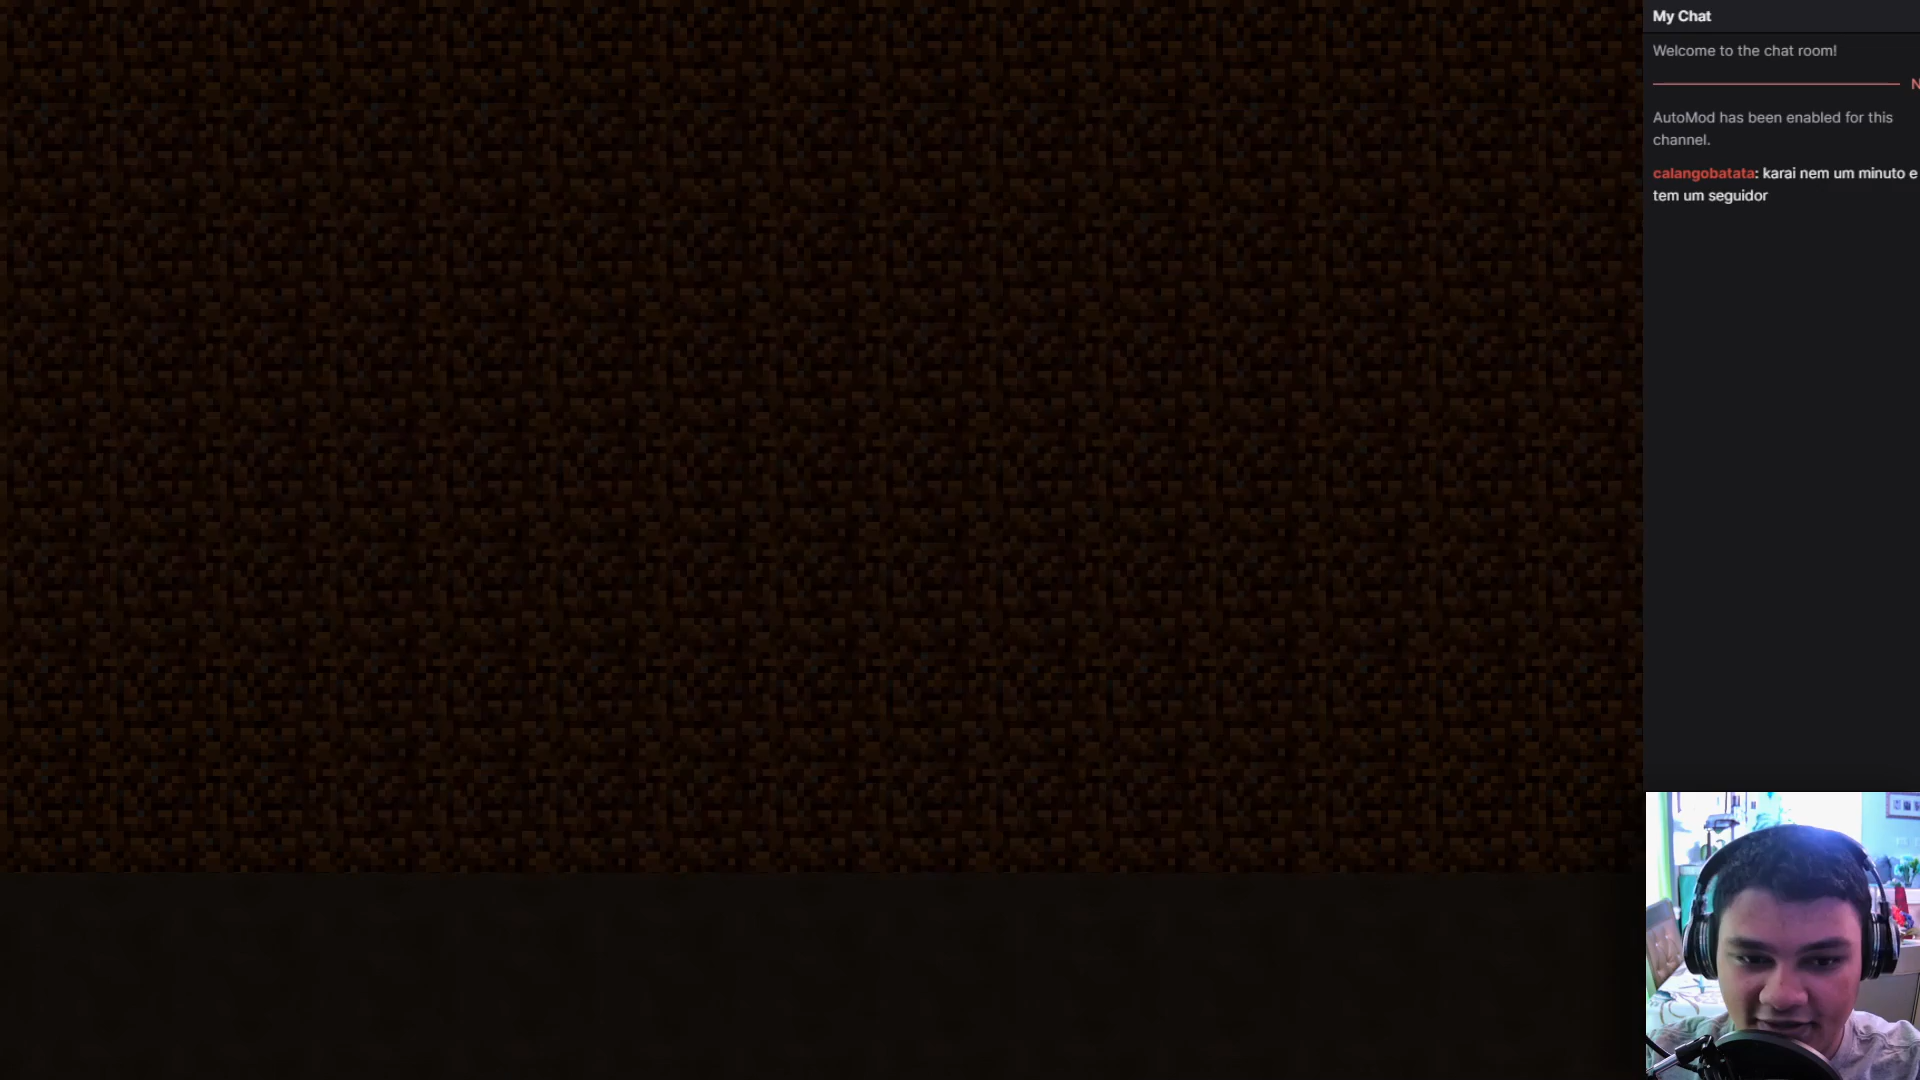 My Chat
Welcome to the chat room!
N
AutoMod has been enabled for this
channel.
calangobatata: karai nem um minuto e
tem um seguidor